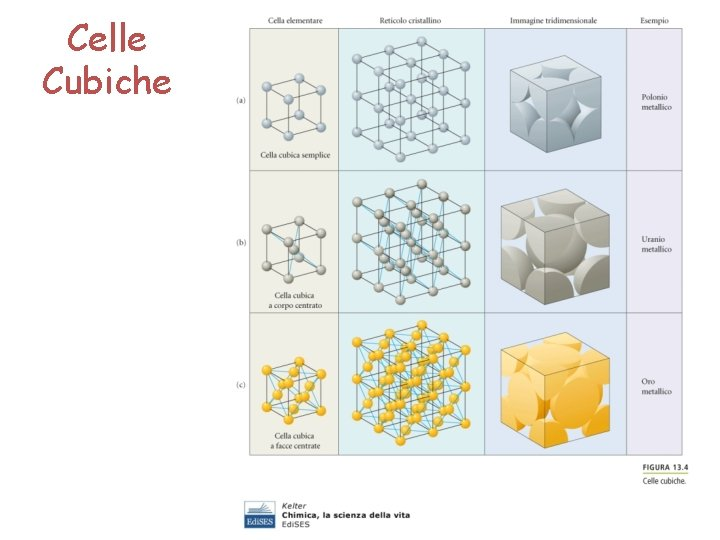 Celle
Cubiche
Cella elementare
Reticolo cristallino
Immagine tridimensionale
Esempio
(a)
Cella cubica semplice
Polonio
metallico
(b)
Cella cubica
a corpo centrato
Uranio
metallico
(c)
Cella cubica
a facce centrate
Oro
metallico
FIGURA 13.4
Celle cubiche.
EdiSES
Kelter
Chimica, la scienza della vita
EdiSES